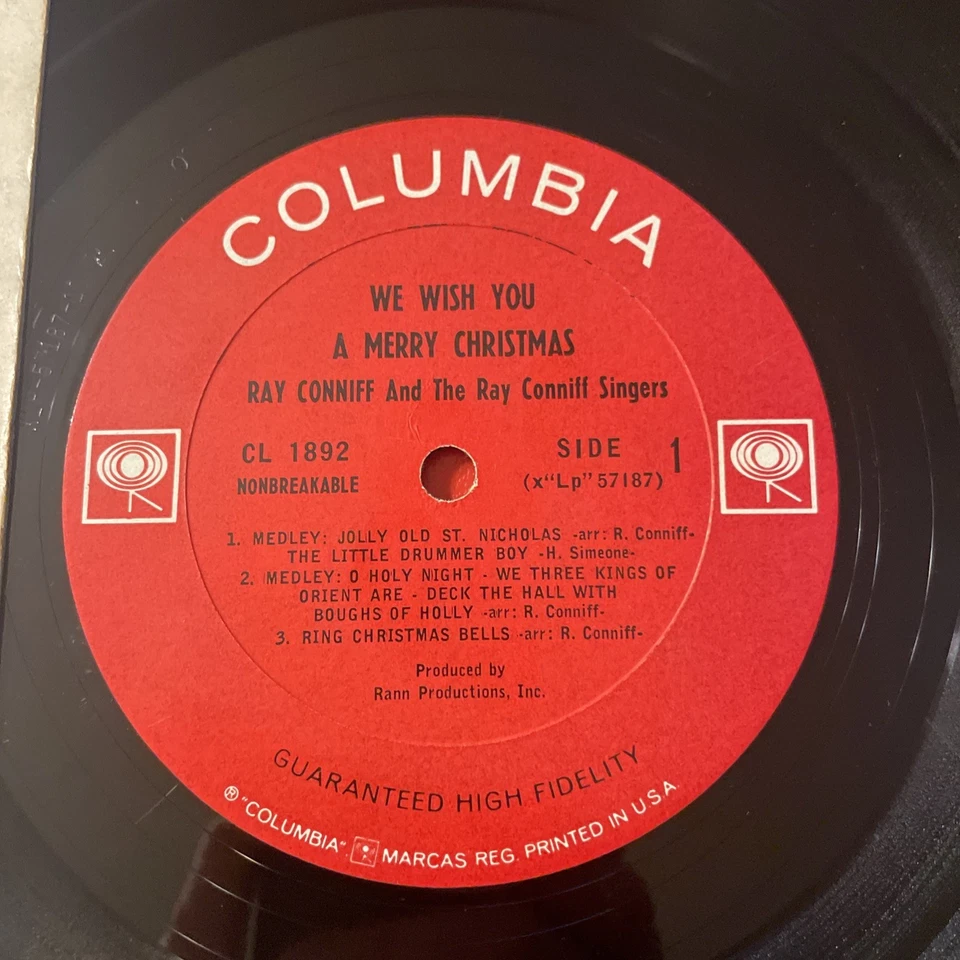 COLUMBIA
WE WISH YOU
A MERRY CHRISTMAS
RAY CONNIFF And The Ray Conniff Singers
CL 1892
NONBREAKABLE
SIDE 1
(x“Lp” 57187)
1. MEDLEY: JOLLY OLD ST. NICHOLAS -arr: R. Conniff-
THE LITTLE DRUMMER BOY -H. Simeone-
2. MEDLEY: O HOLY NIGHT - WE THREE KINGS OF
ORIENT ARE - DECK THE HALL WITH
BOUGHS OF HOLLY -arr: R. Conniff-
3. RING CHRISTMAS BELLS -arr: R. Conniff-
Produced by
Rann Productions, Inc.
GUARANTEED HIGH FIDELITY
® "COLUMBIA", MARCAS REG. PRINTED IN U.S.A.